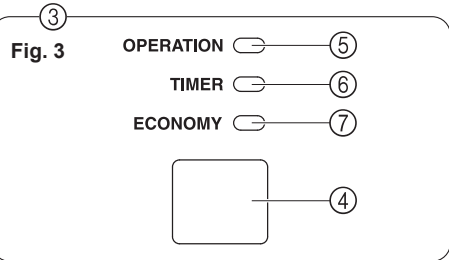 ③
Fig. 3
OPERATION ⑤
TIMER ⑥
ECONOMY ⑦
④